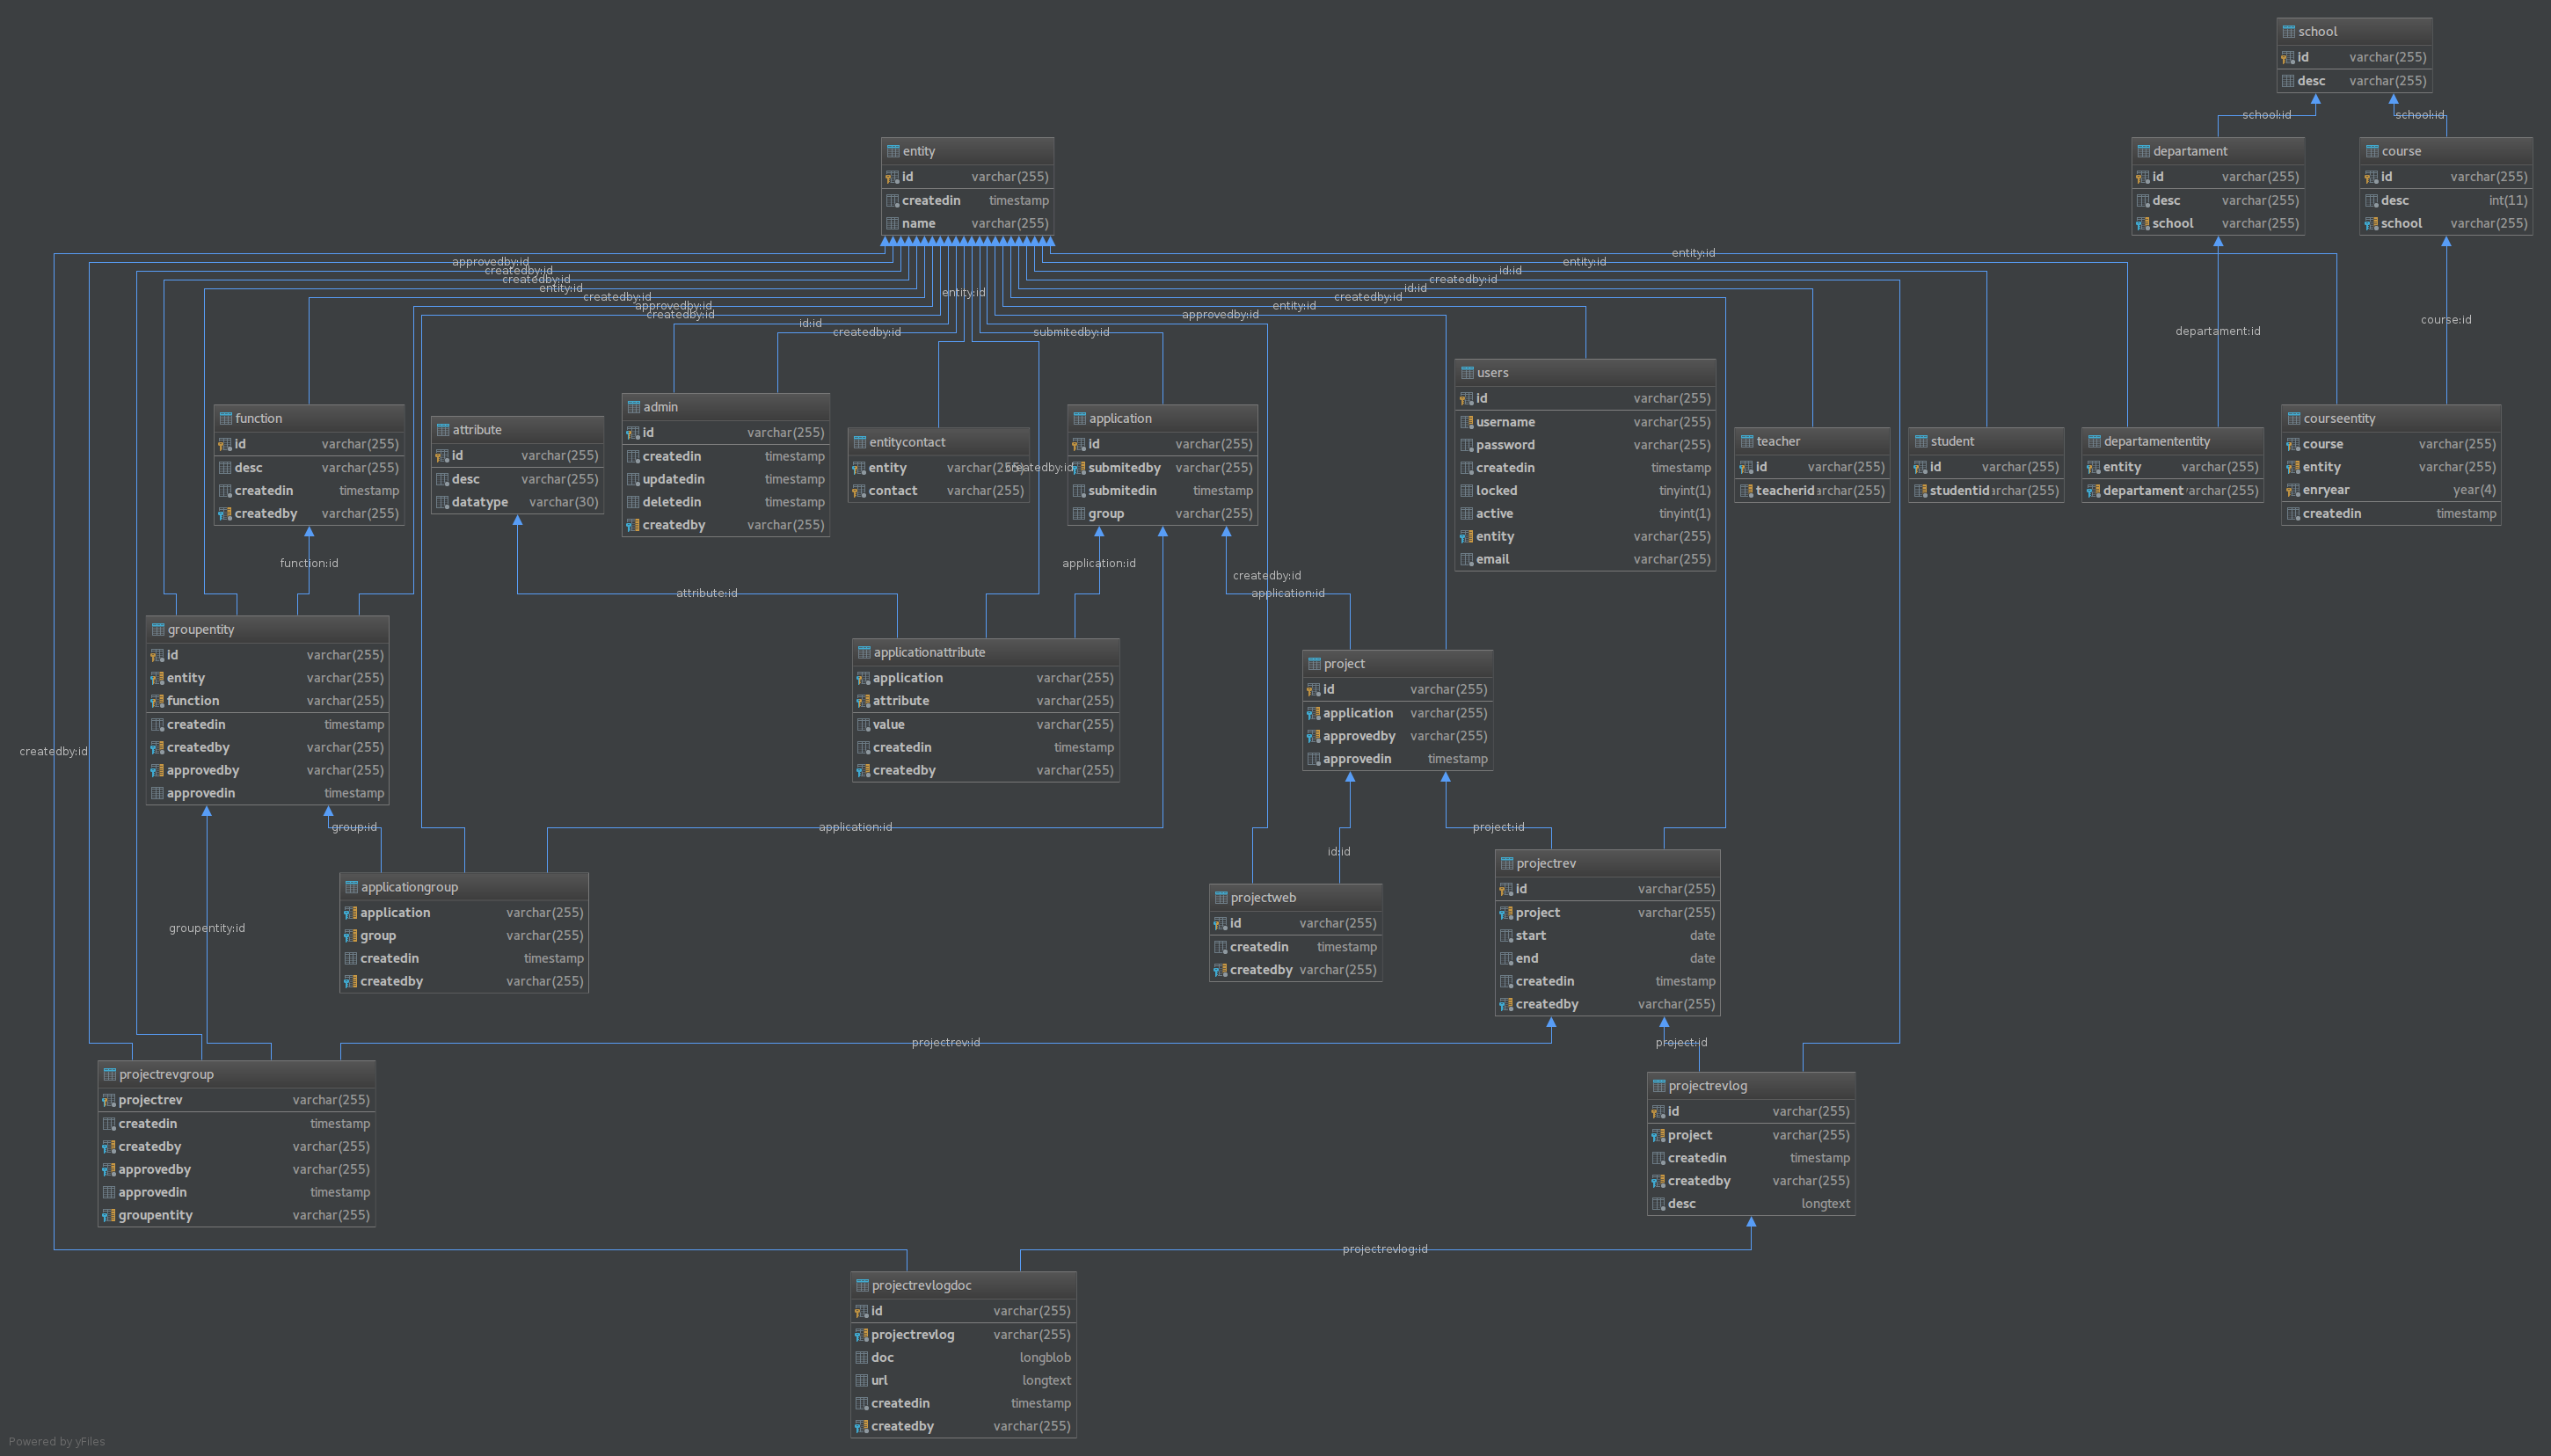 school
id varchar(255)
desc varchar(255)
school:id
school:id
entity
id varchar(255)
createdin timestamp
name varchar(255)
departament
id varchar(255)
desc varchar(255)
school varchar(255)
course
id varchar(255)
desc int(11)
school varchar(255)
approvedby:id
createdby:id
createdby:id
entity:id
createdby:id
approvedby:id
createdby:id
id:id
createdby:id
entity:id
submitedby:id
approvedby:id
entity:id
createdby:id
id:id
createdby:id
id:id
entity:id
entity:id
departament:id
course:id
function
id varchar(255)
desc varchar(255)
createdin timestamp
createdby varchar(255)
attribute
id varchar(255)
desc varchar(255)
datatype varchar(30)
admin
id varchar(255)
createdin timestamp
updatedin timestamp
deletedin timestamp
createdby varchar(255)
entitycontact
entity varchar(255)
contact varchar(255)
createdby:id
application
id varchar(255)
submitedby varchar(255)
submitedin timestamp
group varchar(255)
users
id varchar(255)
username varchar(255)
password varchar(255)
createdin timestamp
locked tinyint(1)
active tinyint(1)
entity varchar(255)
email varchar(255)
teacher
id varchar(255)
teacherid archar(255)
student
id varchar(255)
studentid archar(255)
departamententity
entity varchar(255)
departament varchar(255)
courseentity
course varchar(255)
entity varchar(255)
enryear year(4)
createdin timestamp
function:id
attribute:id
application:id
createdby:id
application:id
groupentity
id varchar(255)
entity varchar(255)
function varchar(255)
createdin timestamp
createdby varchar(255)
approvedby varchar(255)
approvedin timestamp
applicationattribute
application varchar(255)
attribute varchar(255)
value varchar(255)
createdin timestamp
createdby varchar(255)
project
id varchar(255)
application varchar(255)
approvedby varchar(255)
approvedin timestamp
createdby:id
group:id
application:id
id:id
project:id
applicationgroup
application varchar(255)
group varchar(255)
createdin timestamp
createdby varchar(255)
projectweb
id varchar(255)
createdin timestamp
createdby varchar(255)
projectrev
id varchar(255)
project varchar(255)
start date
end date
createdin timestamp
createdby varchar(255)
groupentity:id
projectrev:id
project:id
projectrevgroup
projectrev varchar(255)
createdin timestamp
createdby varchar(255)
approvedby varchar(255)
approvedin timestamp
groupentity varchar(255)
projectrevlog
id varchar(255)
project varchar(255)
createdin timestamp
createdby varchar(255)
desc longtext
projectrevlog:id
projectrevlogdoc
id varchar(255)
projectrevlog varchar(255)
doc longblob
url longtext
createdin timestamp
createdby varchar(255)
Powered by yFiles